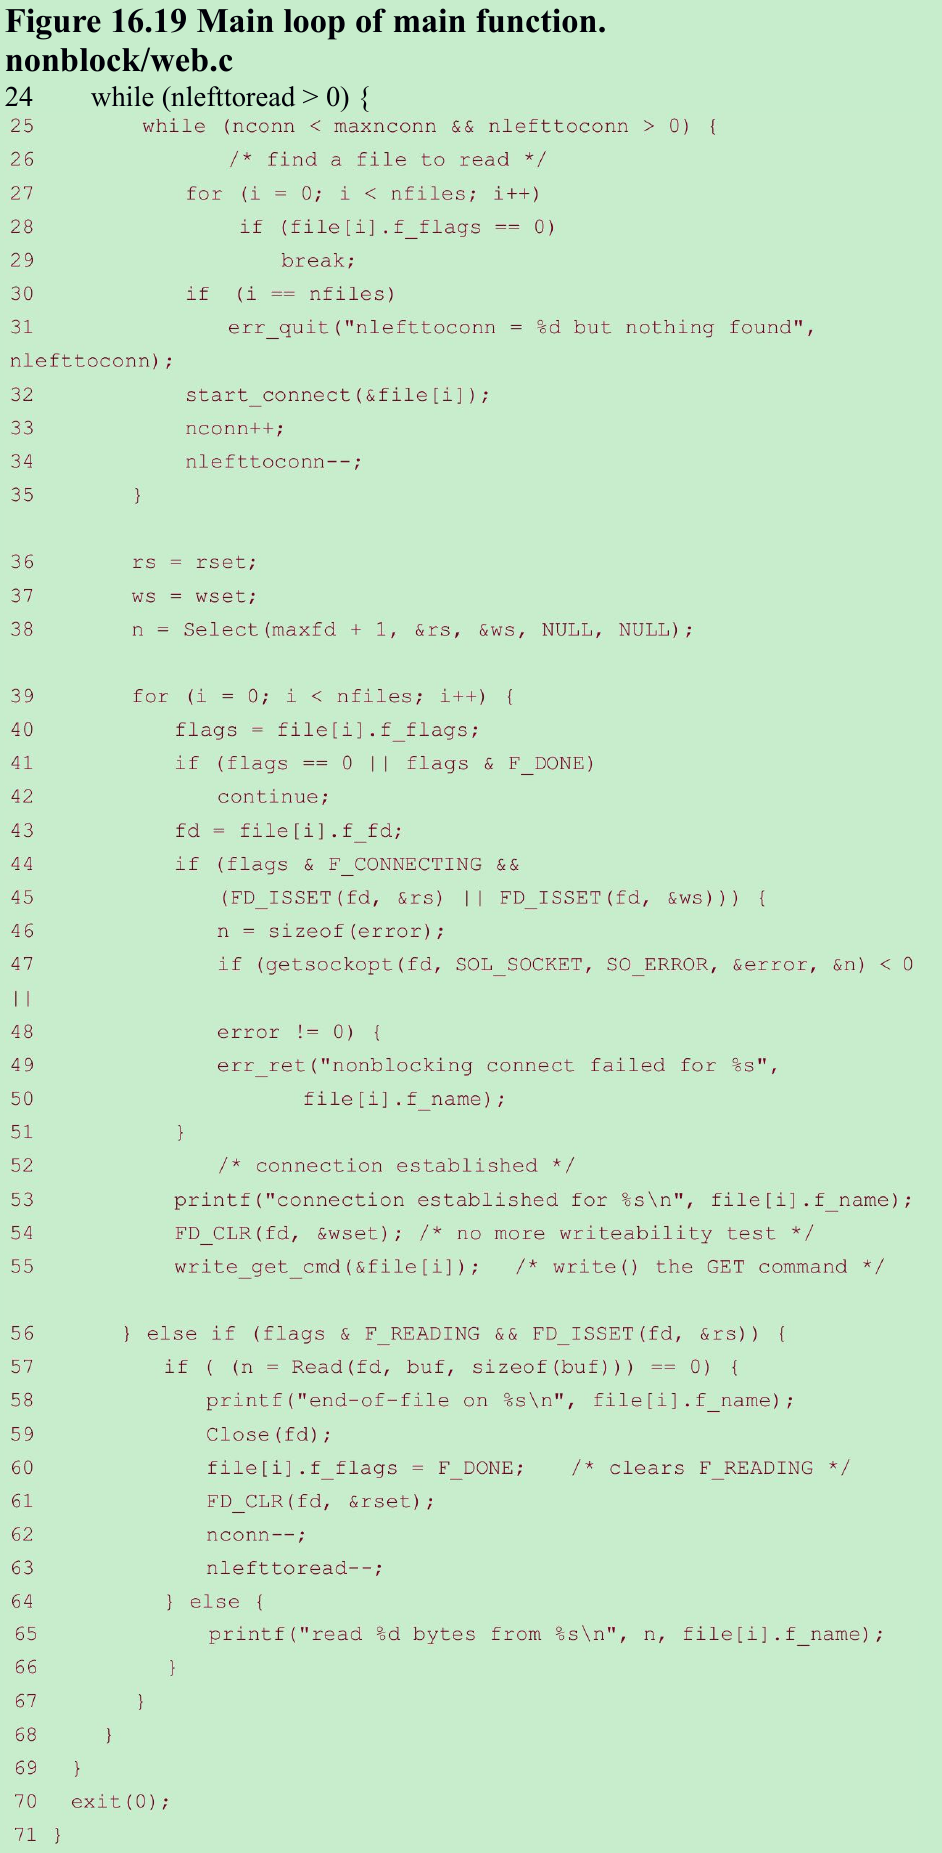 Figure 16.19 Main loop of main function.
nonblock/web.c
24 while (nlefttoread > 0) {
25 while (nconn < maxnconn && nlefttoconn > 0) {
26 /* find a file to read */
27 for (i = 0; i < nfiles; i++)
28 if (file[i].f_flags == 0)
29 break;
30 if (i == nfiles)
31 err_quit("nlefttoconn = %d but nothing found",
nlefttoconn);
32 start_connect(&file[i]);
33 nconn++;
34 nlefttoconn--;
35 }
36 rs = rset;
37 ws = wset;
38 n = Select(maxfd + 1, &rs, &ws, NULL, NULL);
39 for (i = 0; i < nfiles; i++) {
40 flags = file[i].f_flags;
41 if (flags == 0 || flags & F_DONE)
42 continue;
43 fd = file[i].f_fd;
44 if (flags & F_CONNECTING &&
45 (FD_ISSET(fd, &rs) || FD_ISSET(fd, &ws))) {
46 n = sizeof(error);
47 if (getsockopt(fd, SOL_SOCKET, SO_ERROR, &error, &n) < 0
||
48 error != 0) {
49 err_ret("nonblocking connect failed for %s",
50 file[i].f_name);
51 }
52 /* connection established */
53 printf("connection established for %s\n", file[i].f_name);
54 FD_CLR(fd, &wset); /* no more writeability test */
55 write_get_cmd(&file[i]); /* write() the GET command */
56 } else if (flags & F_READING && FD_ISSET(fd, &rs)) {
57 if ( (n = Read(fd, buf, sizeof(buf))) == 0) {
58 printf("end-of-file on %s\n", file[i].f_name);
59 Close(fd);
60 file[i].f_flags = F_DONE; /* clears F_READING */
61 FD_CLR(fd, &rset);
62 nconn--;
63 nlefttoread--;
64 } else {
65 printf("read %d bytes from %s\n", n, file[i].f_name);
66 }
67 }
68 }
69 }
70 exit(0);
71 }